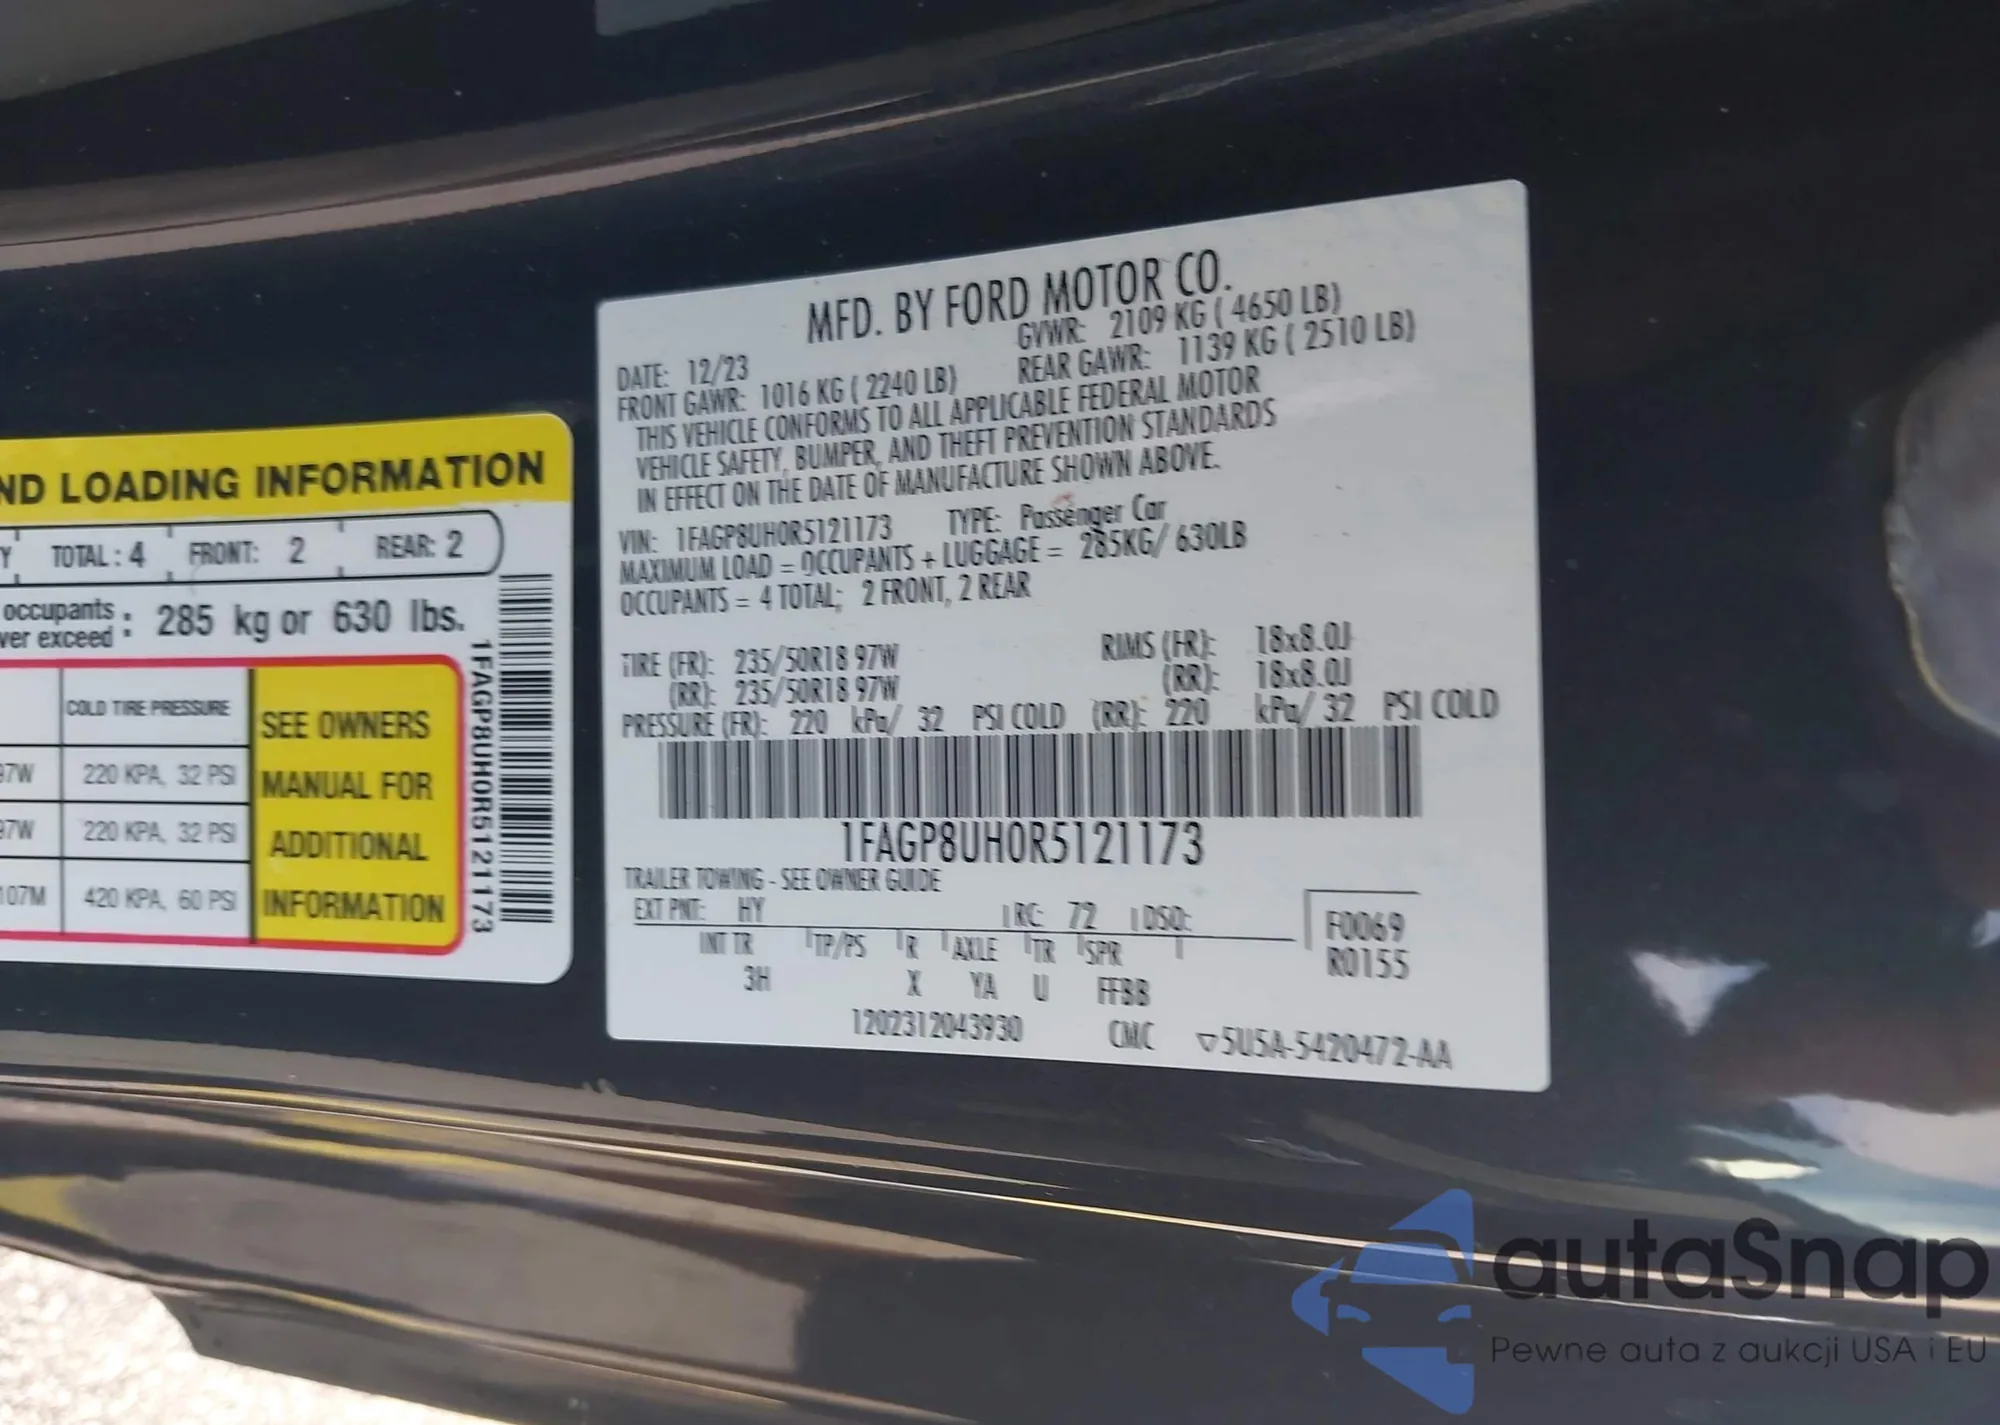 ND LOADING INFORMATION
Y TOTAL : 4 FRONT: 2 REAR: 2
occupants : 285 kg or 630 lbs.
ver exceed
COLD TIRE PRESSURE
97W 220 KPA, 32 PSI
97W 220 KPA, 32 PSI
107M 420 KPA, 60 PSI
SEE OWNERS
MANUAL FOR
ADDITIONAL
INFORMATION
1FAGP8UH0R5121173
MFD. BY FORD MOTOR CO.
DATE: 12/23 GVWR: 2109 KG ( 4650 LB)
FRONT GAWR: 1016 KG ( 2240 LB) REAR GAWR: 1139 KG ( 2510 LB)
THIS VEHICLE CONFORMS TO ALL APPLICABLE FEDERAL MOTOR
VEHICLE SAFETY, BUMPER, AND THEFT PREVENTION STANDARDS
IN EFFECT ON THE DATE OF MANUFACTURE SHOWN ABOVE.
VIN: 1FAGP8UH0R5121173 TYPE: Passenger Car
MAXIMUM LOAD = OCCUPANTS + LUGGAGE = 285KG/ 630LB
OCCUPANTS = 4 TOTAL; 2 FRONT, 2 REAR
TIRE (FR): 235/50R18 97W RIMS (FR): 18x8.0J
(RR): 235/50R18 97W (RR): 18x8.0J
PRESSURE (FR): 220 kPa/ 32 PSI COLD (RR): 220 kPa/ 32 PSI COLD
1FAGP8UH0R5121173
TRAILER TOWING - SEE OWNER GUIDE
EXT PNT: HY RC: 72 DSO:
INT TR TP/PS R AXLE TR SPR
3H X YA U FFBB
F0069
R0155
1202312043930 CMC ▽5U5A-5420472-AA
autaSnap
Pewne auta z aukcji USA i EU